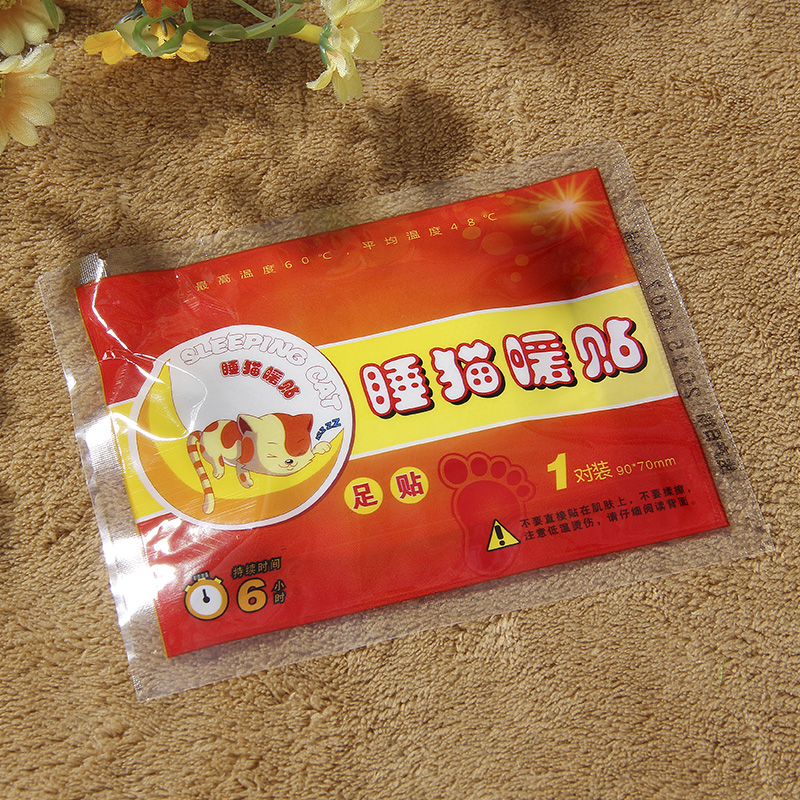 最高温度60℃·平均温度48℃
SLEEPING CAT
睡猫暖贴
ZZZ
睡猫暖贴
足贴
1对装 90*70mm
不要直接贴在肌肤上,不要揉擦,
注意低温烫伤,请仔细阅读背面。
持续时间
6小时